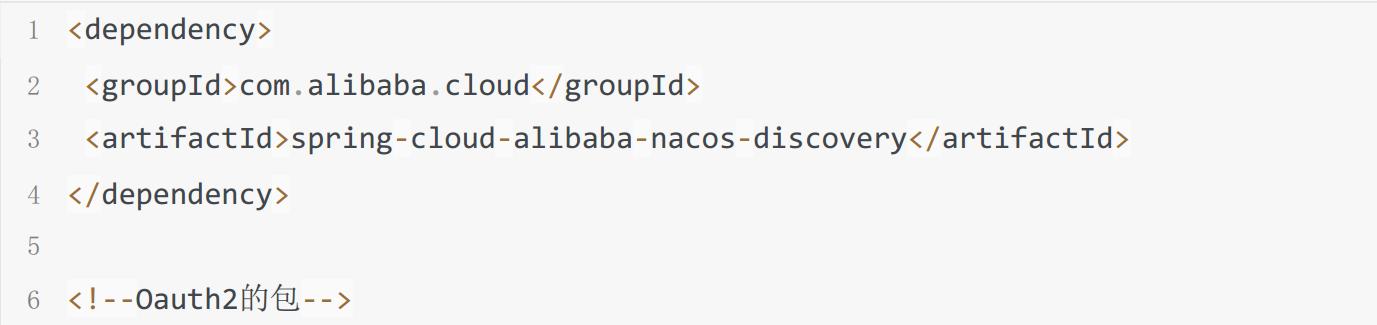 1 <dependency>
2 <groupId>com.alibaba.cloud</groupId>
3 <artifactId>spring-cloud-alibaba-nacos-discovery</artifactId>
4 </dependency>
5
6 <!--Oauth2的包-->